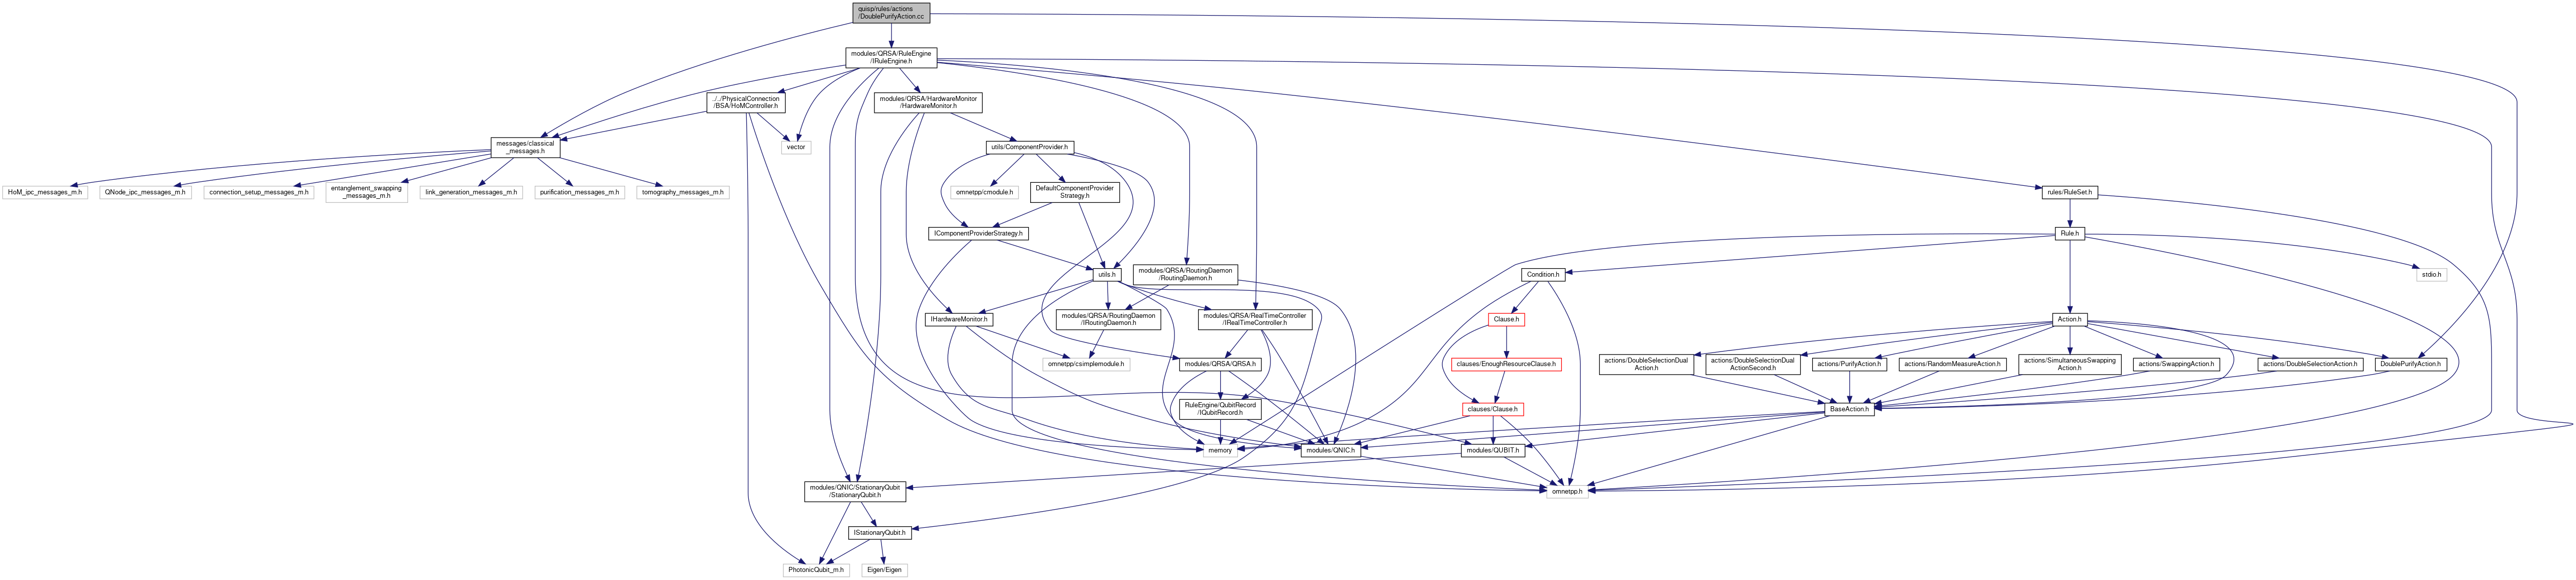 quisp/rules/actions
/DoublePurifyAction.cc
modules/QRSA/RuleEngine
/IRuleEngine.h
../../PhysicalConnection
/BSA/HoMController.h
modules/QRSA/HardwareMonitor
/HardwareMonitor.h
messages/classical
_messages.h
vector
utils/ComponentProvider.h
HoM_ipc_messages_m.h
QNode_ipc_messages_m.h
connection_setup_messages_m.h
entanglement_swapping
_messages_m.h
link_generation_messages_m.h
purification_messages_m.h
tomography_messages_m.h
omnetpp/cmodule.h
DefaultComponentProvider
Strategy.h
rules/RuleSet.h
IComponentProviderStrategy.h
Rule.h
utils.h
modules/QRSA/RoutingDaemon
/RoutingDaemon.h
Condition.h
stdio.h
IHardwareMonitor.h
modules/QRSA/RoutingDaemon
/IRoutingDaemon.h
modules/QRSA/RealTimeController
/IRealTimeController.h
Clause.h
Action.h
omnetpp/csimplemodule.h
modules/QRSA/QRSA.h
clauses/EnoughResourceClause.h
actions/DoubleSelectionDual
Action.h
actions/DoubleSelectionDual
ActionSecond.h
actions/PurifyAction.h
actions/RandomMeasureAction.h
actions/SimultaneousSwapping
Action.h
actions/SwappingAction.h
actions/DoubleSelectionAction.h
DoublePurifyAction.h
RuleEngine/QubitRecord
/IQubitRecord.h
clauses/Clause.h
BaseAction.h
memory
modules/QNIC.h
modules/QUBIT.h
modules/QNIC/StationaryQubit
/StationaryQubit.h
omnetpp.h
IStationaryQubit.h
PhotonicQubit_m.h
Eigen/Eigen